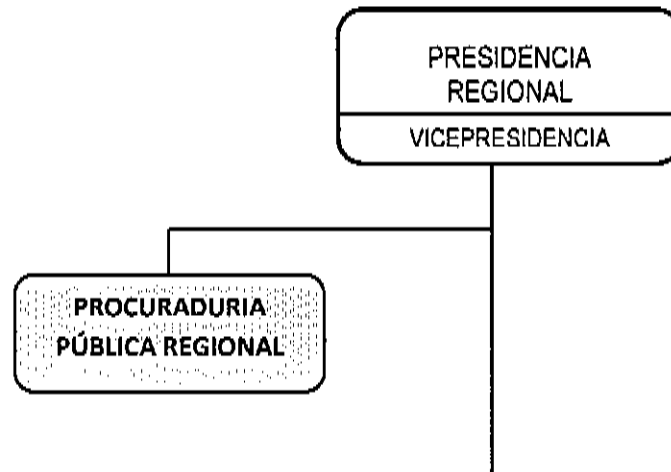 PRESIDENCIA
REGIONAL
VICEPRESIDENCIA
PROCURADURIA
PÚBLICA REGIONAL